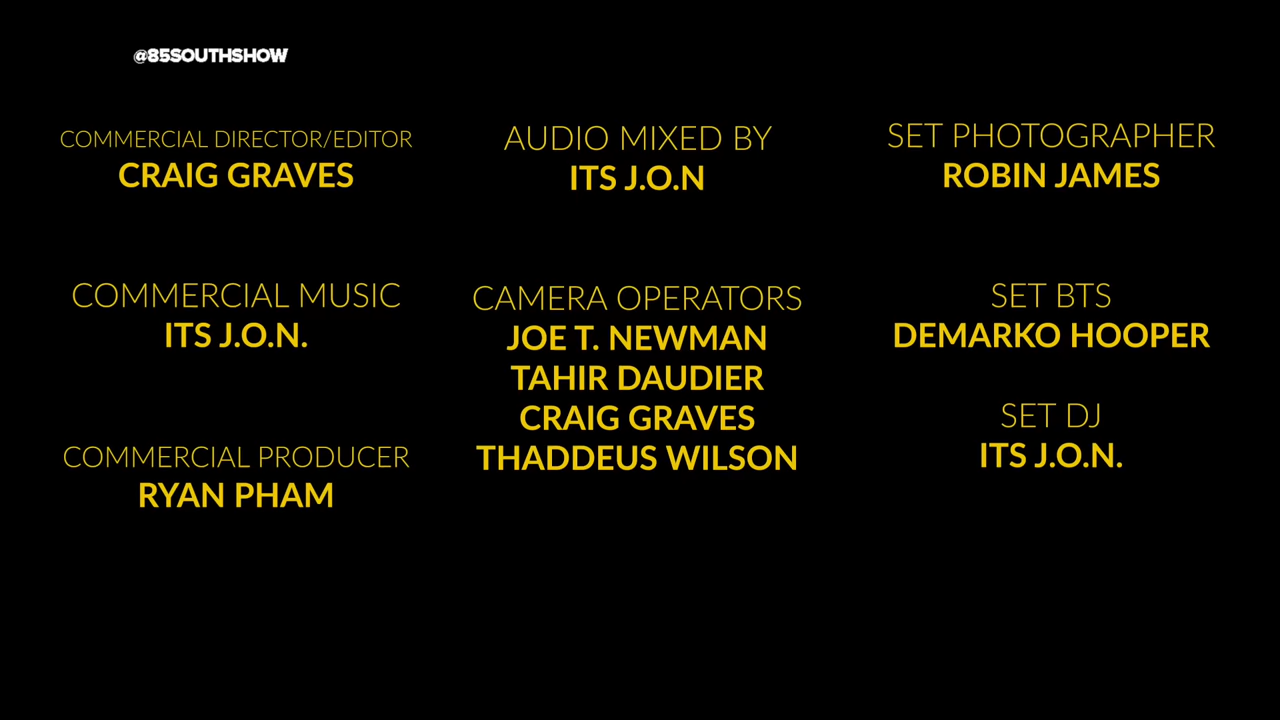 @85SOUTHSHOW
COMMERCIAL DIRECTOR/EDITOR
CRAIG GRAVES
COMMERCIAL MUSIC
ITS J.O.N.
COMMERCIAL PRODUCER
RYAN PHAM
AUDIO MIXED BY
ITS J.O.N
CAMERA OPERATORS
JOE T. NEWMAN
TAHIR DAUDIER
CRAIG GRAVES
THADDEUS WILSON
SET PHOTOGRAPHER
ROBIN JAMES
SET BTS
DEMARKO HOOPER
SET DJ
ITS J.O.N.